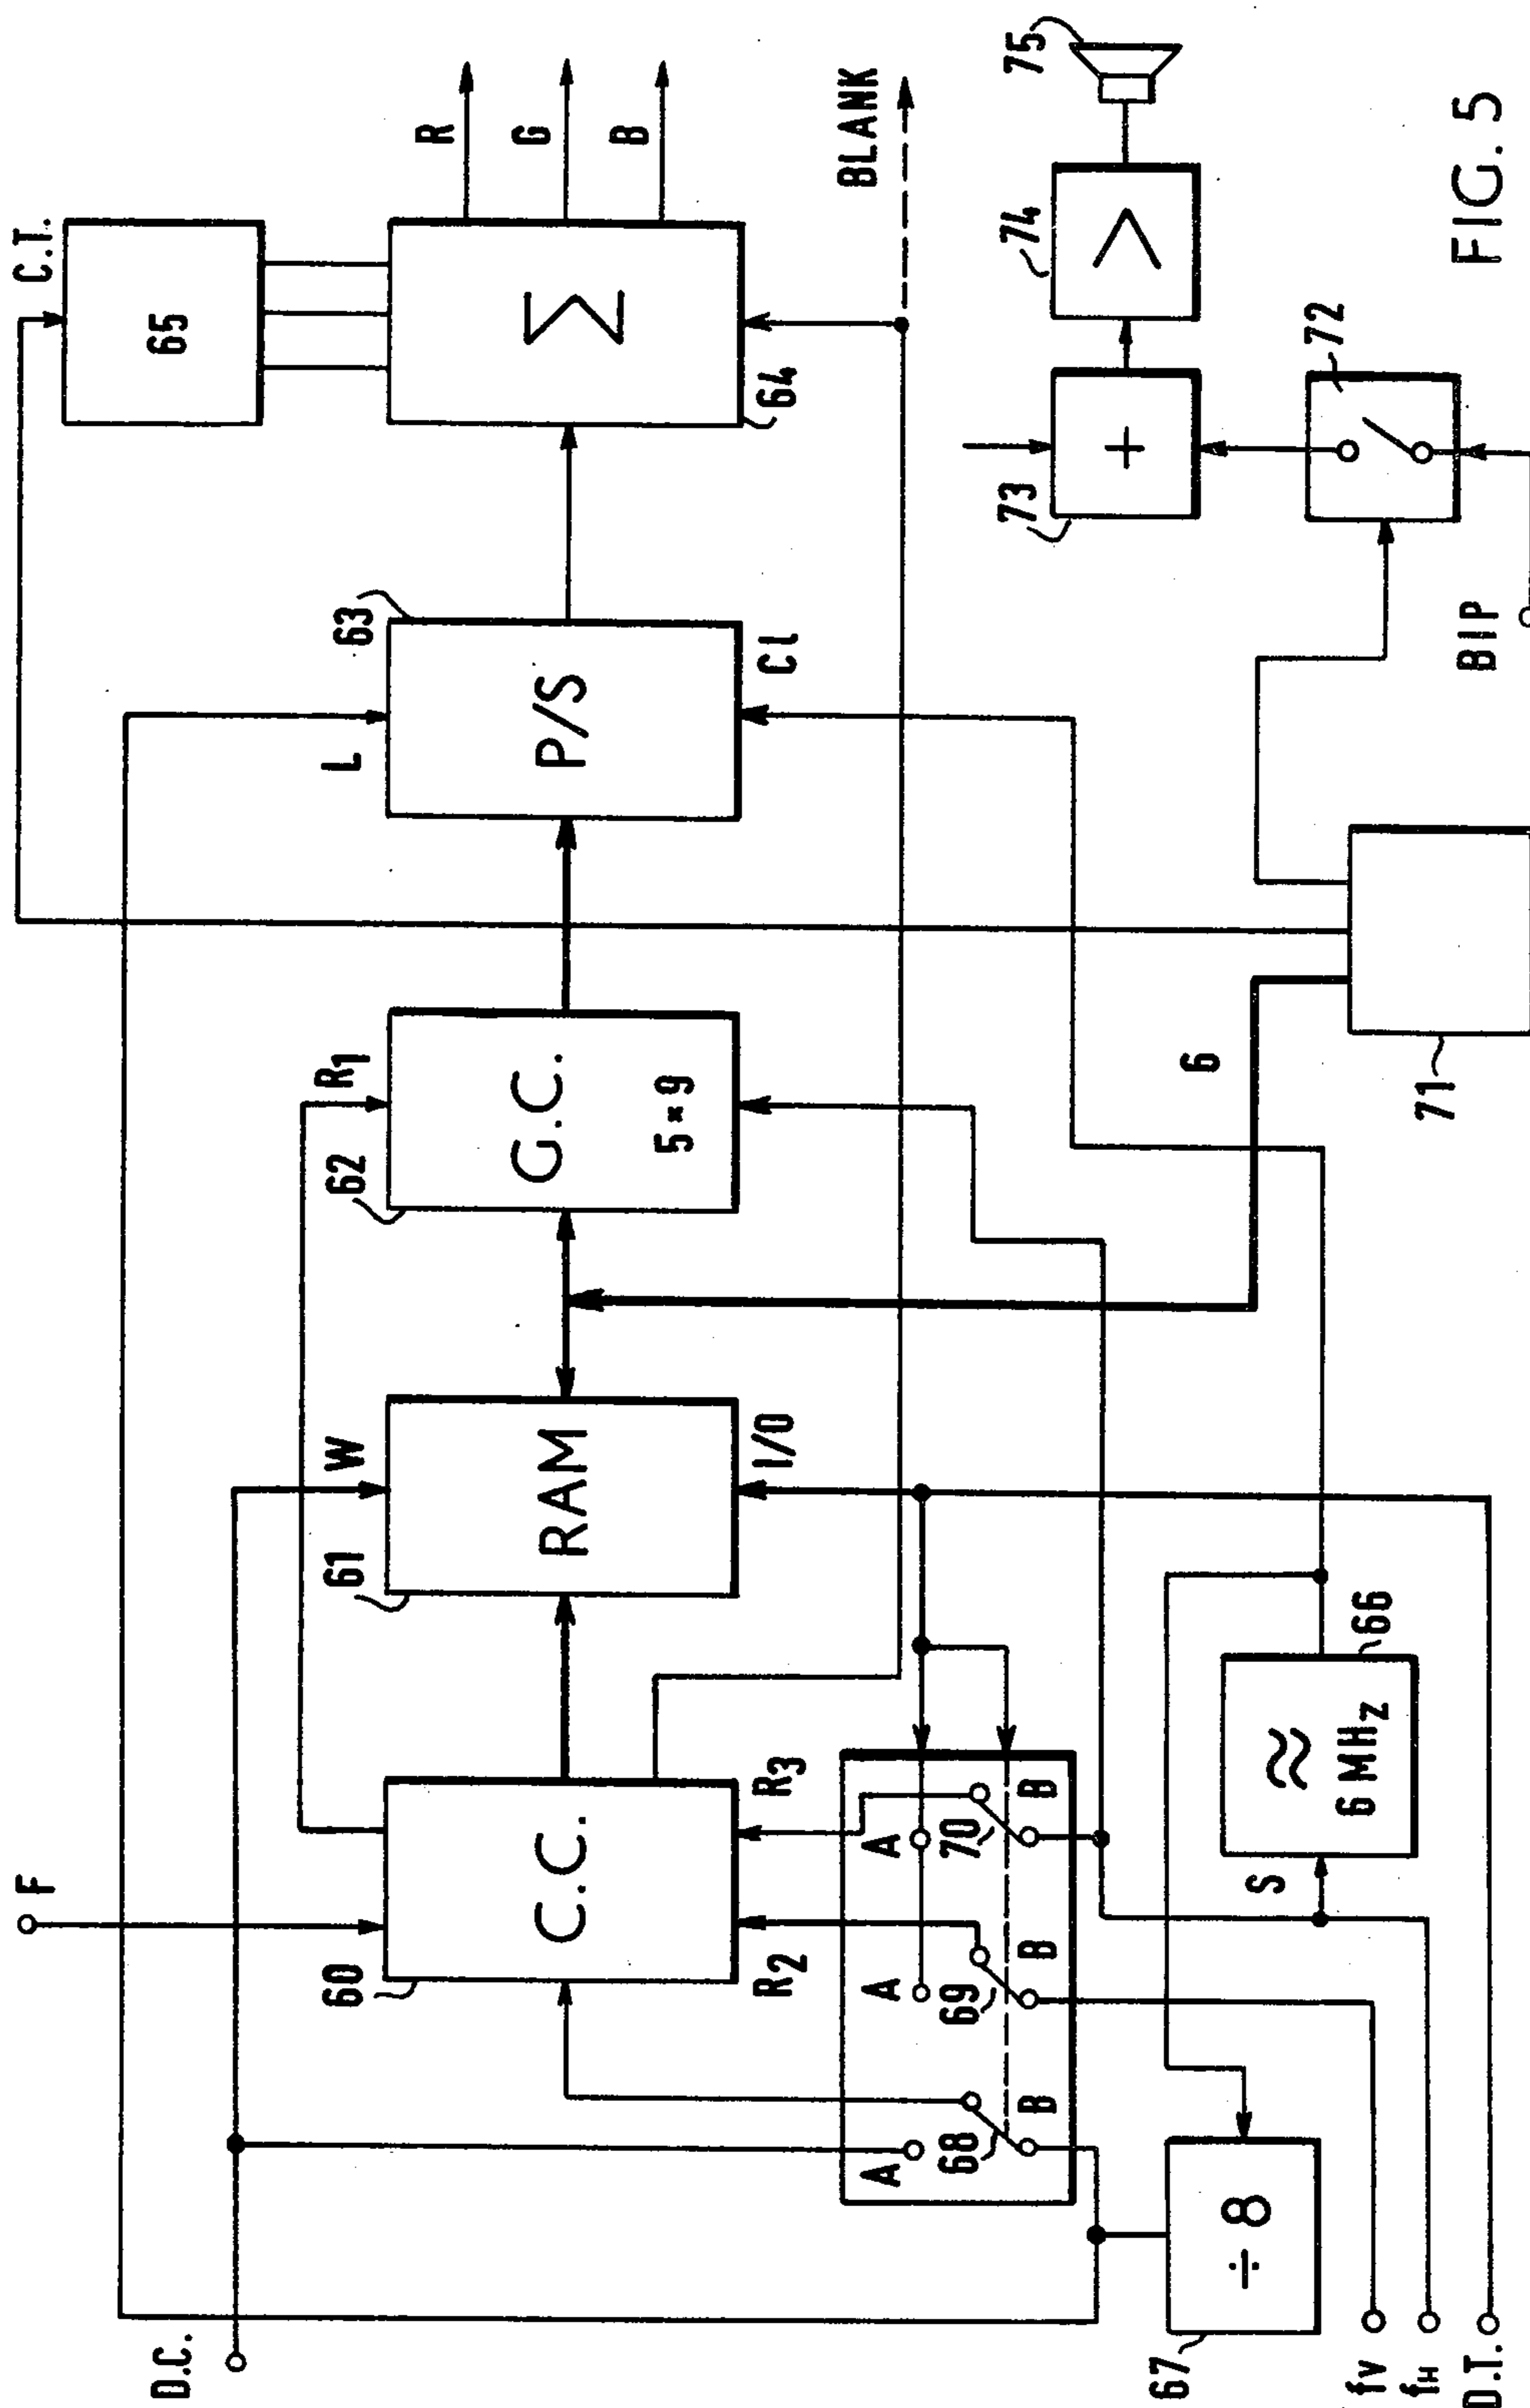 C.T.
65
R
G
B
Σ
64
BLANK
63
L
P/S
Cl
62
R1
G.C.
5×9
61
W
RAM
I/O
F
60
C.C.
R2
R3
A
A
A
68
69
70
B
B
B
D.C.
67
÷8
fV
fH
D.T.
S
≈
6 MHz
66
6
71
BIP
72
73
+
74
>
75
FIG. 5